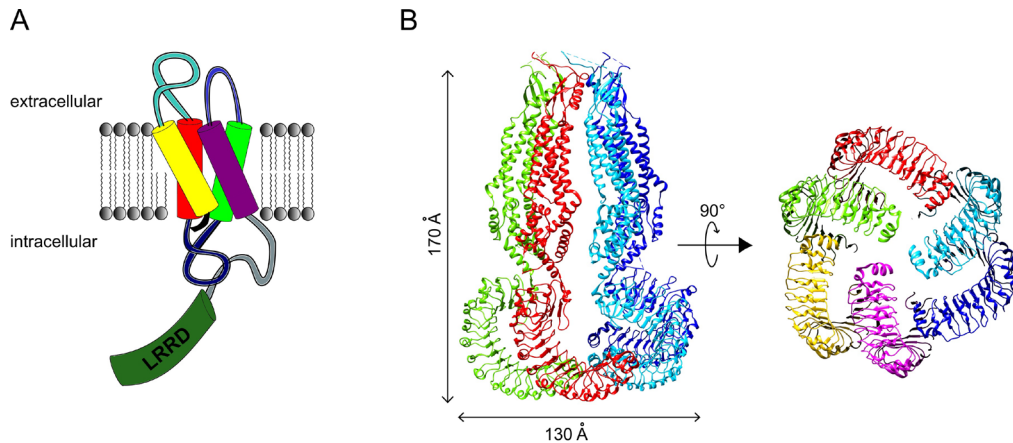 A
extracellular
intracellular
LRRD
B
170 Å
130 Å
90°